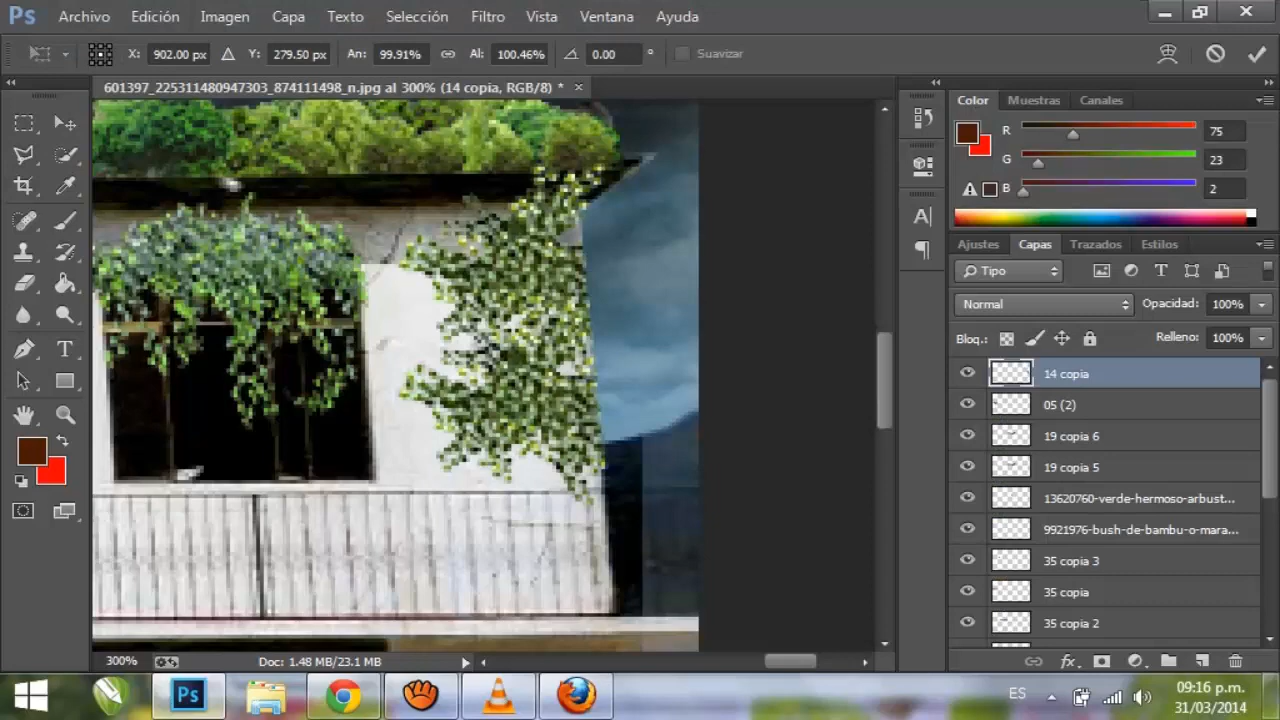 Ps Archivo Edición Imagen Capa Texto Selección Filtro Vista Ventana Ayuda
X: 902.00 px Y: 279.50 px An: 99.91% Al: 100.46% 0.00 ° Suavizar
601397_225311480947303_874111498_n.jpg al 300% (14 copia, RGB/8) *
Color Muestras Canales
R 75
G 23
B 2
Ajustes Capas Trazados Estilos
Tipo
Normal Opacidad: 100%
Bloq.: Relleno: 100%
14 copia
05 (2)
19 copia 6
19 copia 5
13620760-verde-hermoso-arbust...
9921976-bush-de-bambu-o-mara...
35 copia 3
35 copia
35 copia 2
300% Doc: 1.48 MB/23.1 MB
fx
Ps
ES
09:16 p.m.
31/03/2014